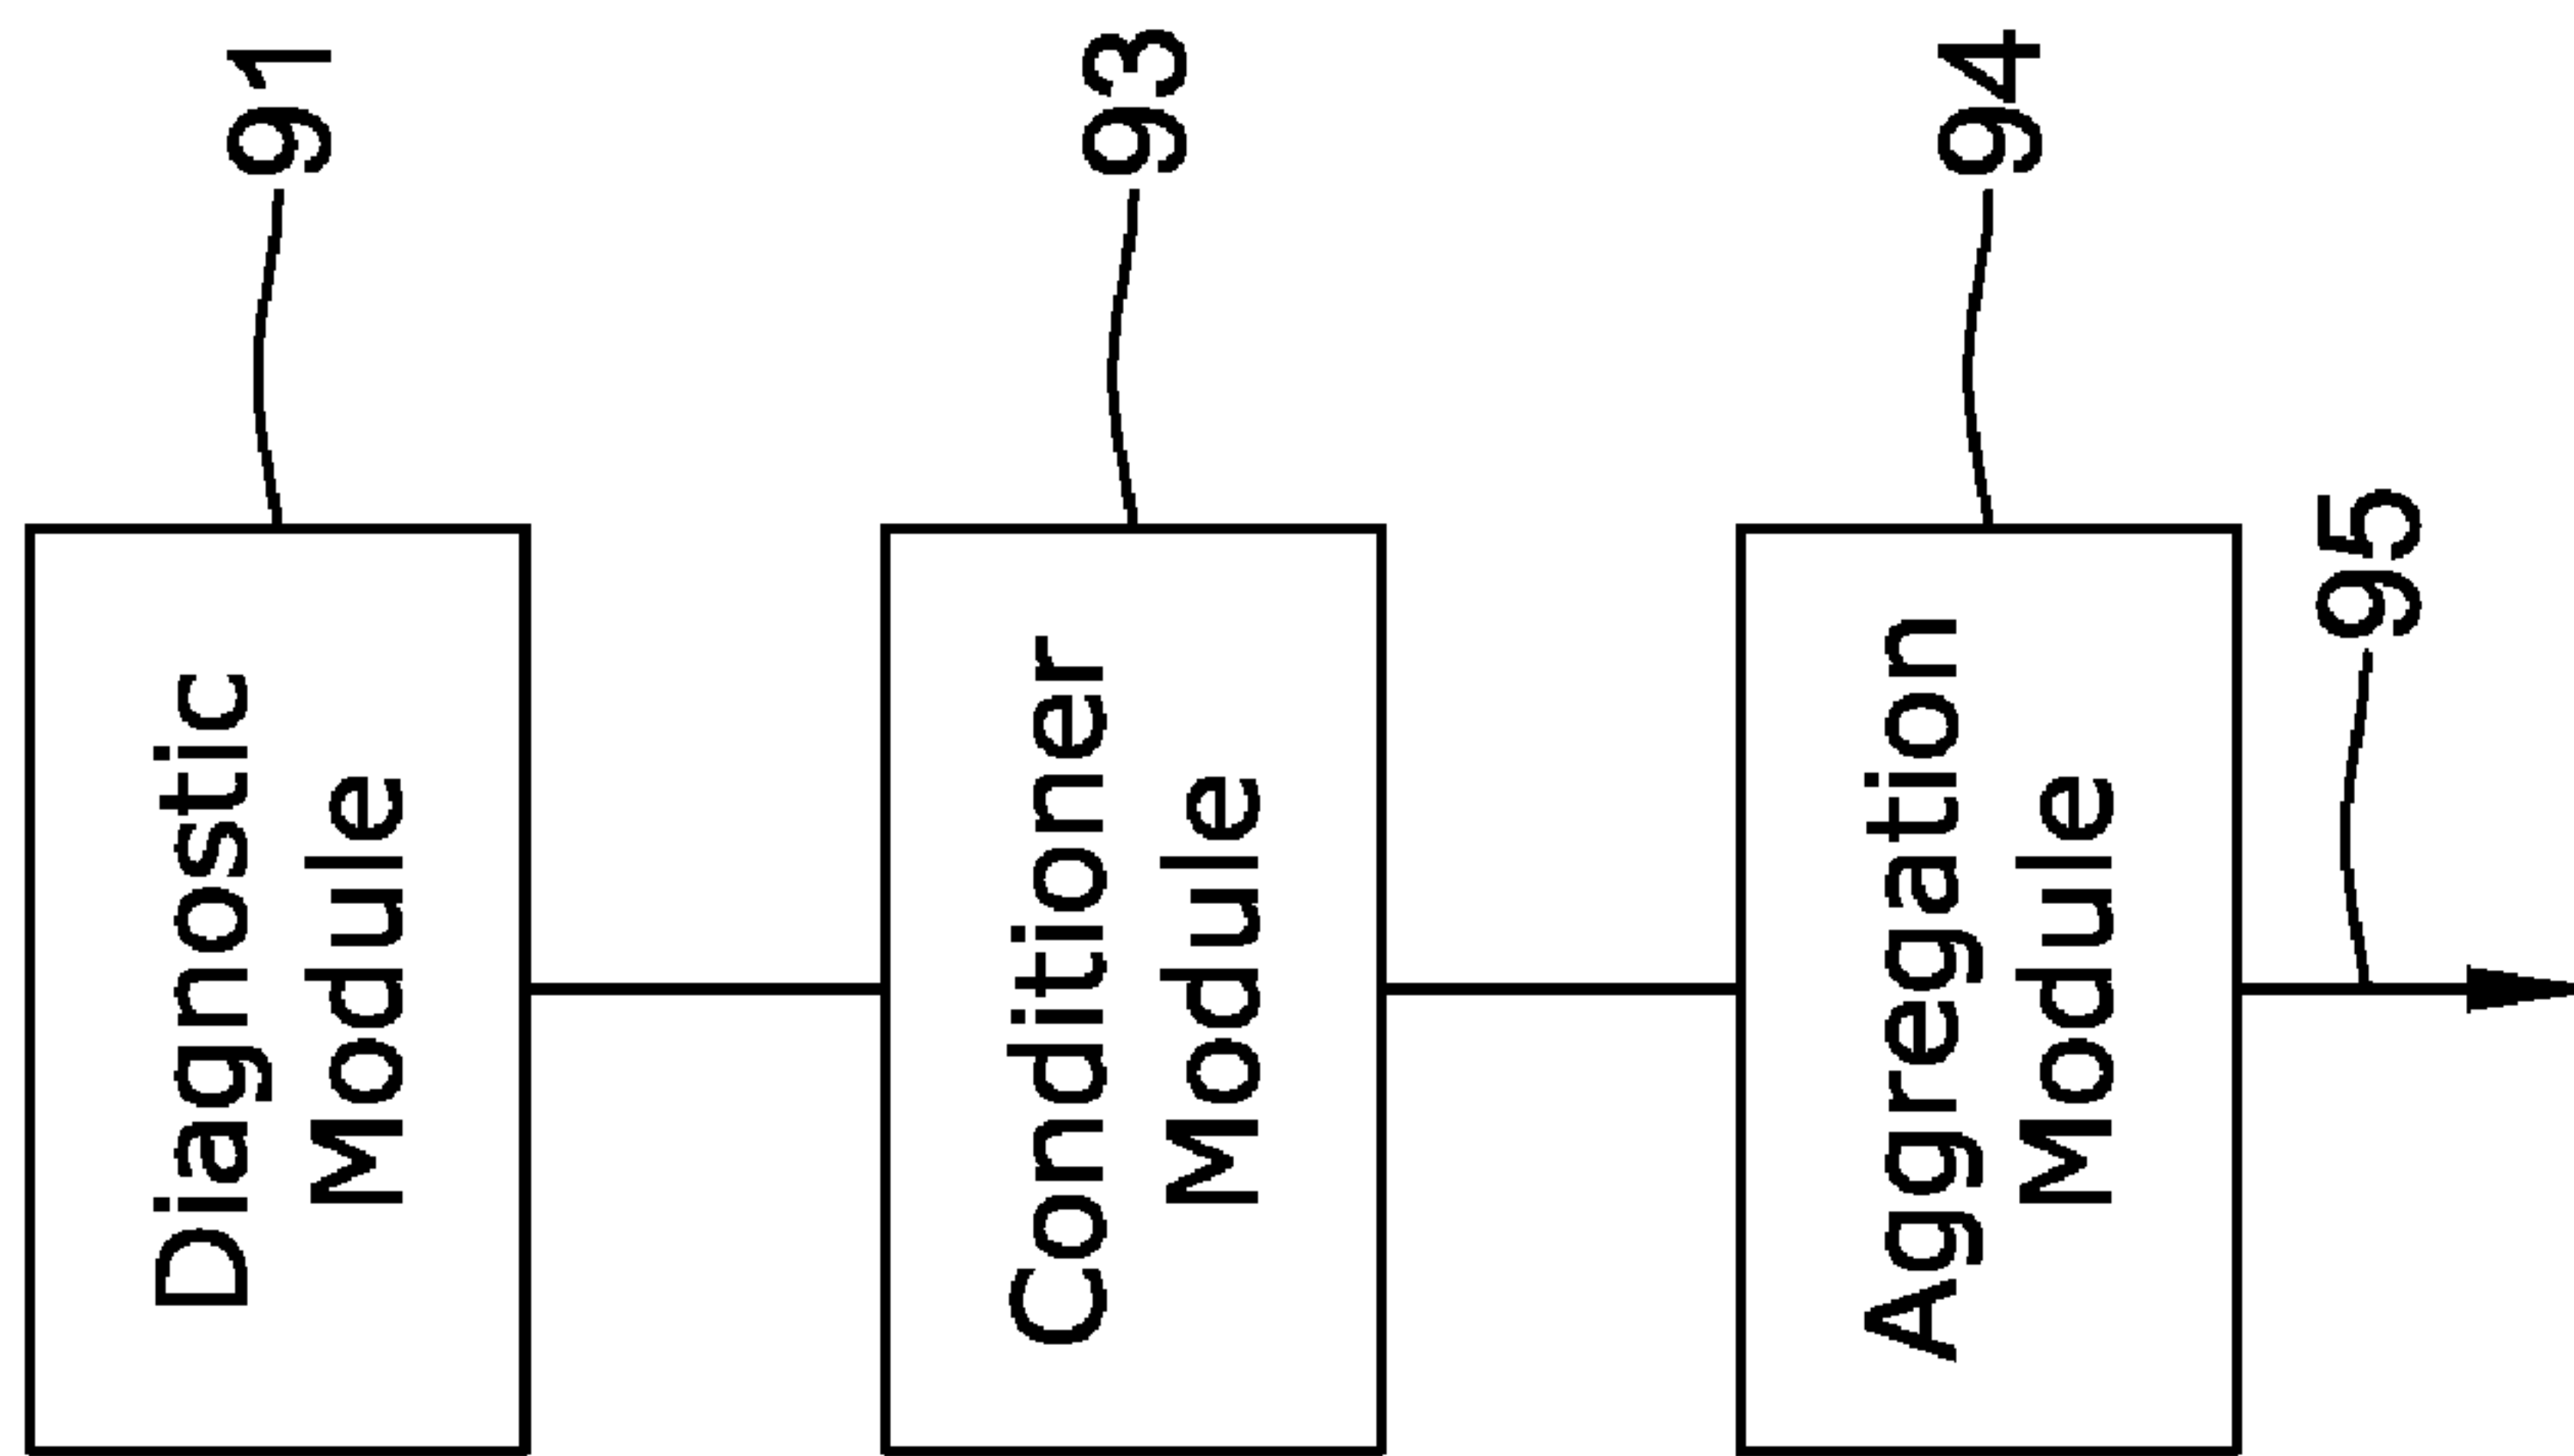 Diagnostic
Module
91
Conditioner
Module
93
Aggregation
Module
94
95